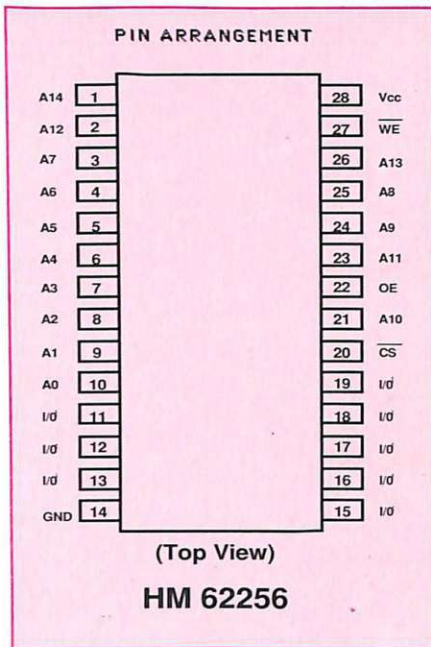 PIN ARRANGEMENT
A14 1 28 Vcc
A12 2 27 W̅E̅
A7 3 26 A13
A6 4 25 A8
A5 5 24 A9
A4 6 23 A11
A3 7 22 OE
A2 8 21 A10
A1 9 20 C̅S̅
A0 10 19 I/O
I/O 11 18 I/O
I/O 12 17 I/O
I/O 13 16 I/O
GND 14 15 I/O
(Top View)
HM 62256